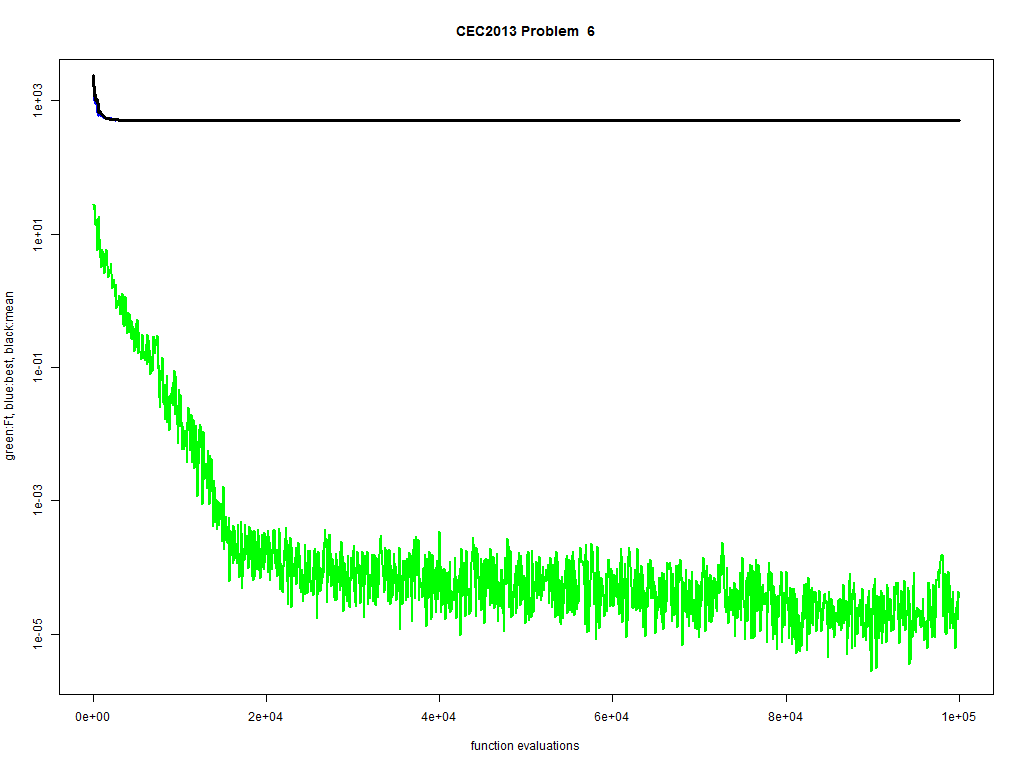 CEC2013 Problem  6
green:Ft, blue:best, black:mean
1e+03
1e+01
1e-01
1e-03
1e-05
0e+00 2e+04 4e+04 6e+04 8e+04 1e+05
function evaluations